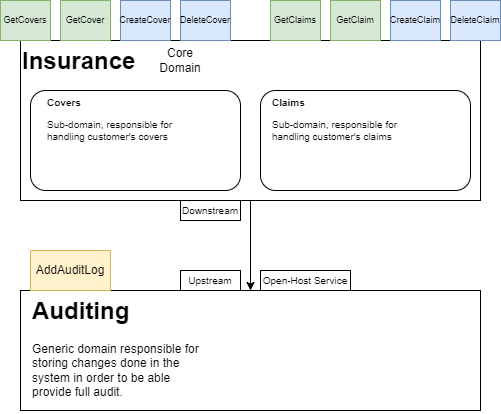 GetCovers
GetCover
CreateCover
DeleteCover
GetClaims
GetClaim
CreateClaim
DeleteClaim
Insurance
Core
Domain
Covers
Sub-domain, responsible for
handling customer's covers
Claims
Sub-domain, responsible for
handling customer's claims
Downstream
AddAuditLog
Upstream
Open-Host Service
Auditing
Generic domain responsible for
storing changes done in the
system in order to be able
provide full audit.